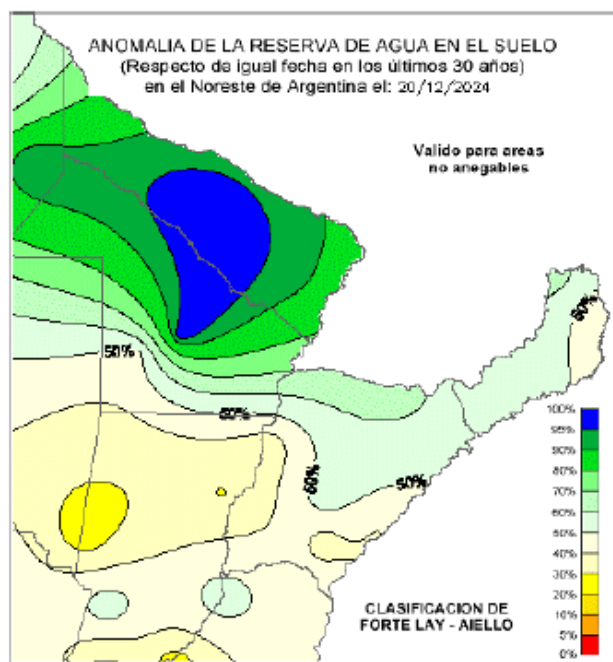 ANOMALIA DE LA RESERVA DE AGUA EN EL SUELO
(Respecto de igual fecha en los últimos 30 años)
en el Noreste de Argentina el: 20/12/2024
Valido para areas
no anegables
50%
50%
60%
60%
50%
100%
95%
90%
80%
70%
60%
50%
40%
30%
20%
10%
5%
0%
CLASIFICACION DE
FORTE LAY - AIELLO